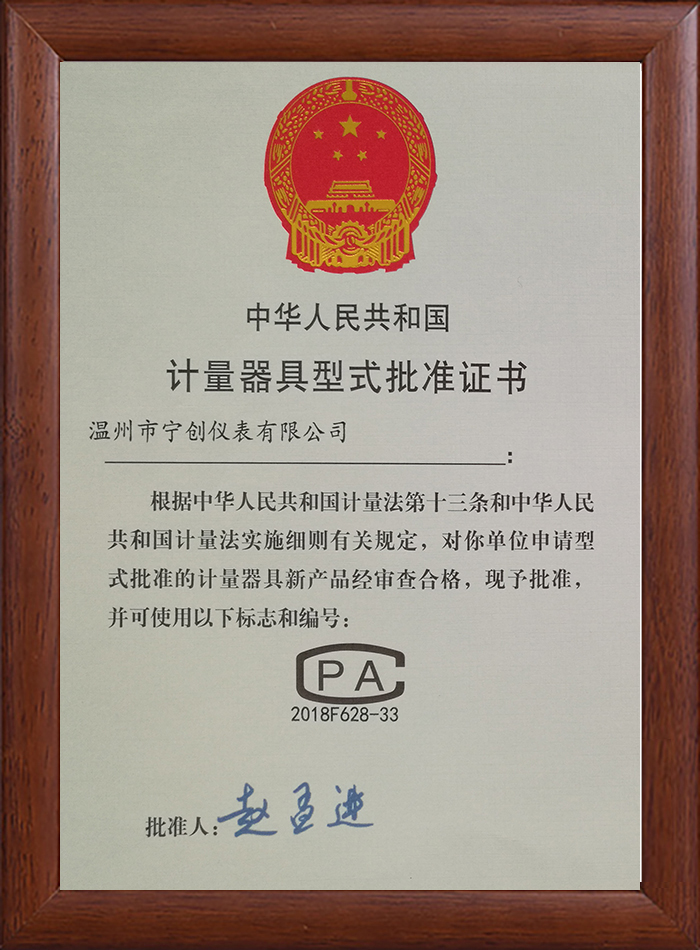 中华人民共和国
计量器具型式批准证书
温州市宁创仪表有限公司
:
根据中华人民共和国计量法第十三条和中华人民
共和国计量法实施细则有关规定，对你单位申请型
式批准的计量器具新产品经审查合格，现予批准，
并可使用以下标志和编号：
CPA
2018F628-33
批准人：赵孟进